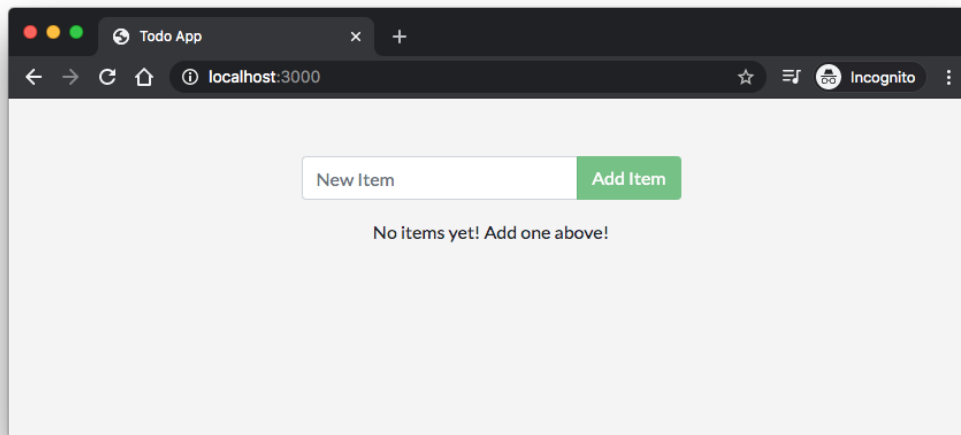 Todo App
localhost:3000
Incognito
New Item
Add Item
No items yet! Add one above!